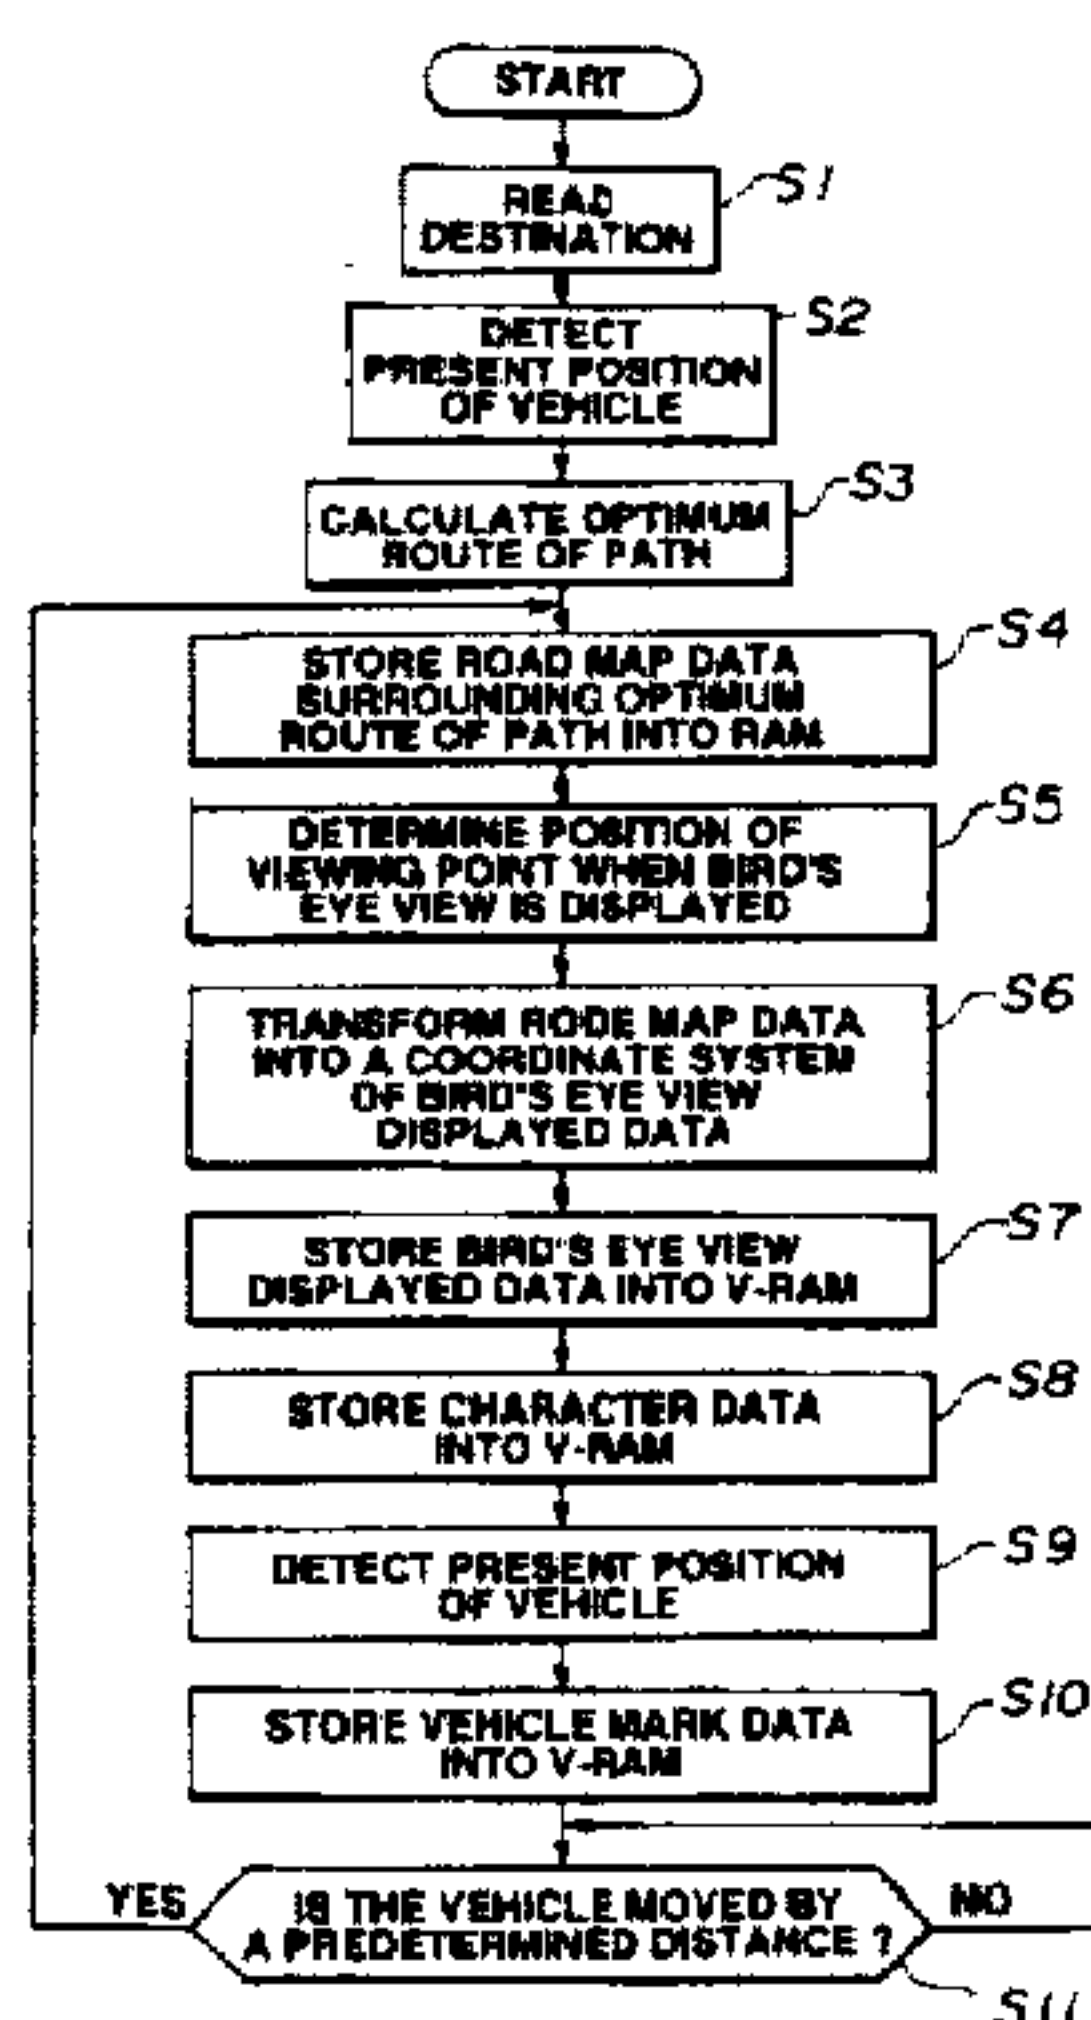 START
READ
DESTINATION
S1
DETECT
PRESENT POSITION
OF VEHICLE
S2
CALCULATE OPTIMUM
ROUTE OF PATH
S3
STORE ROAD MAP DATA
SURROUNDING OPTIMUM
ROUTE OF PATH INTO RAM
S4
DETERMINE POSITION OF
VIEWING POINT WHEN BIRD'S
EYE VIEW IS DISPLAYED
S5
TRANSFORM RODE MAP DATA
INTO A COORDINATE SYSTEM
OF BIRD'S EYE VIEW
DISPLAYED DATA
S6
STORE BIRD'S EYE VIEW
DISPLAYED DATA INTO V-RAM
S7
STORE CHARACTER DATA
INTO V-RAM
S8
DETECT PRESENT POSITION
OF VEHICLE
S9
STORE VEHICLE MARK DATA
INTO V-RAM
S10
YES
IS THE VEHICLE MOVED BY
A PREDETERMINED DISTANCE ?
NO
S11